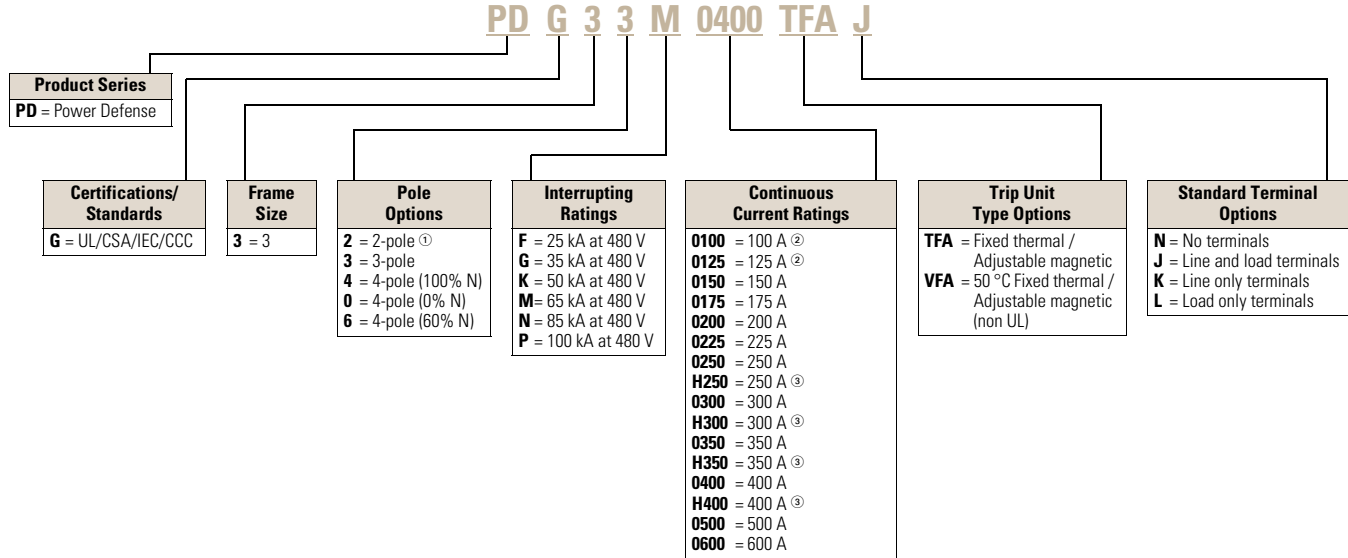 PD G 3 3 M 0400 TFA J
Product Series
PD = Power Defense
Certifications/
Standards
G = UL/CSA/IEC/CCC
Frame
Size
3 = 3
Pole
Options
2 = 2-pole ①
3 = 3-pole
4 = 4-pole (100% N)
0 = 4-pole (0% N)
6 = 4-pole (60% N)
Interrupting
Ratings
F = 25 kA at 480 V
G = 35 kA at 480 V
K = 50 kA at 480 V
M= 65 kA at 480 V
N = 85 kA at 480 V
P = 100 kA at 480 V
Continuous
Current Ratings
0100 = 100 A ②
0125 = 125 A ②
0150 = 150 A
0175 = 175 A
0200 = 200 A
0225 = 225 A
0250 = 250 A
H250 = 250 A ③
0300 = 300 A
H300 = 300 A ③
0350 = 350 A
H350 = 350 A ③
0400 = 400 A
H400 = 400 A ③
0500 = 500 A
0600 = 600 A
Trip Unit
Type Options
TFA = Fixed thermal /
Adjustable magnetic
VFA = 50 °C Fixed thermal /
Adjustable magnetic
(non UL)
Standard Terminal
Options
N = No terminals
J = Line and load terminals
K = Line only terminals
L = Load only terminals